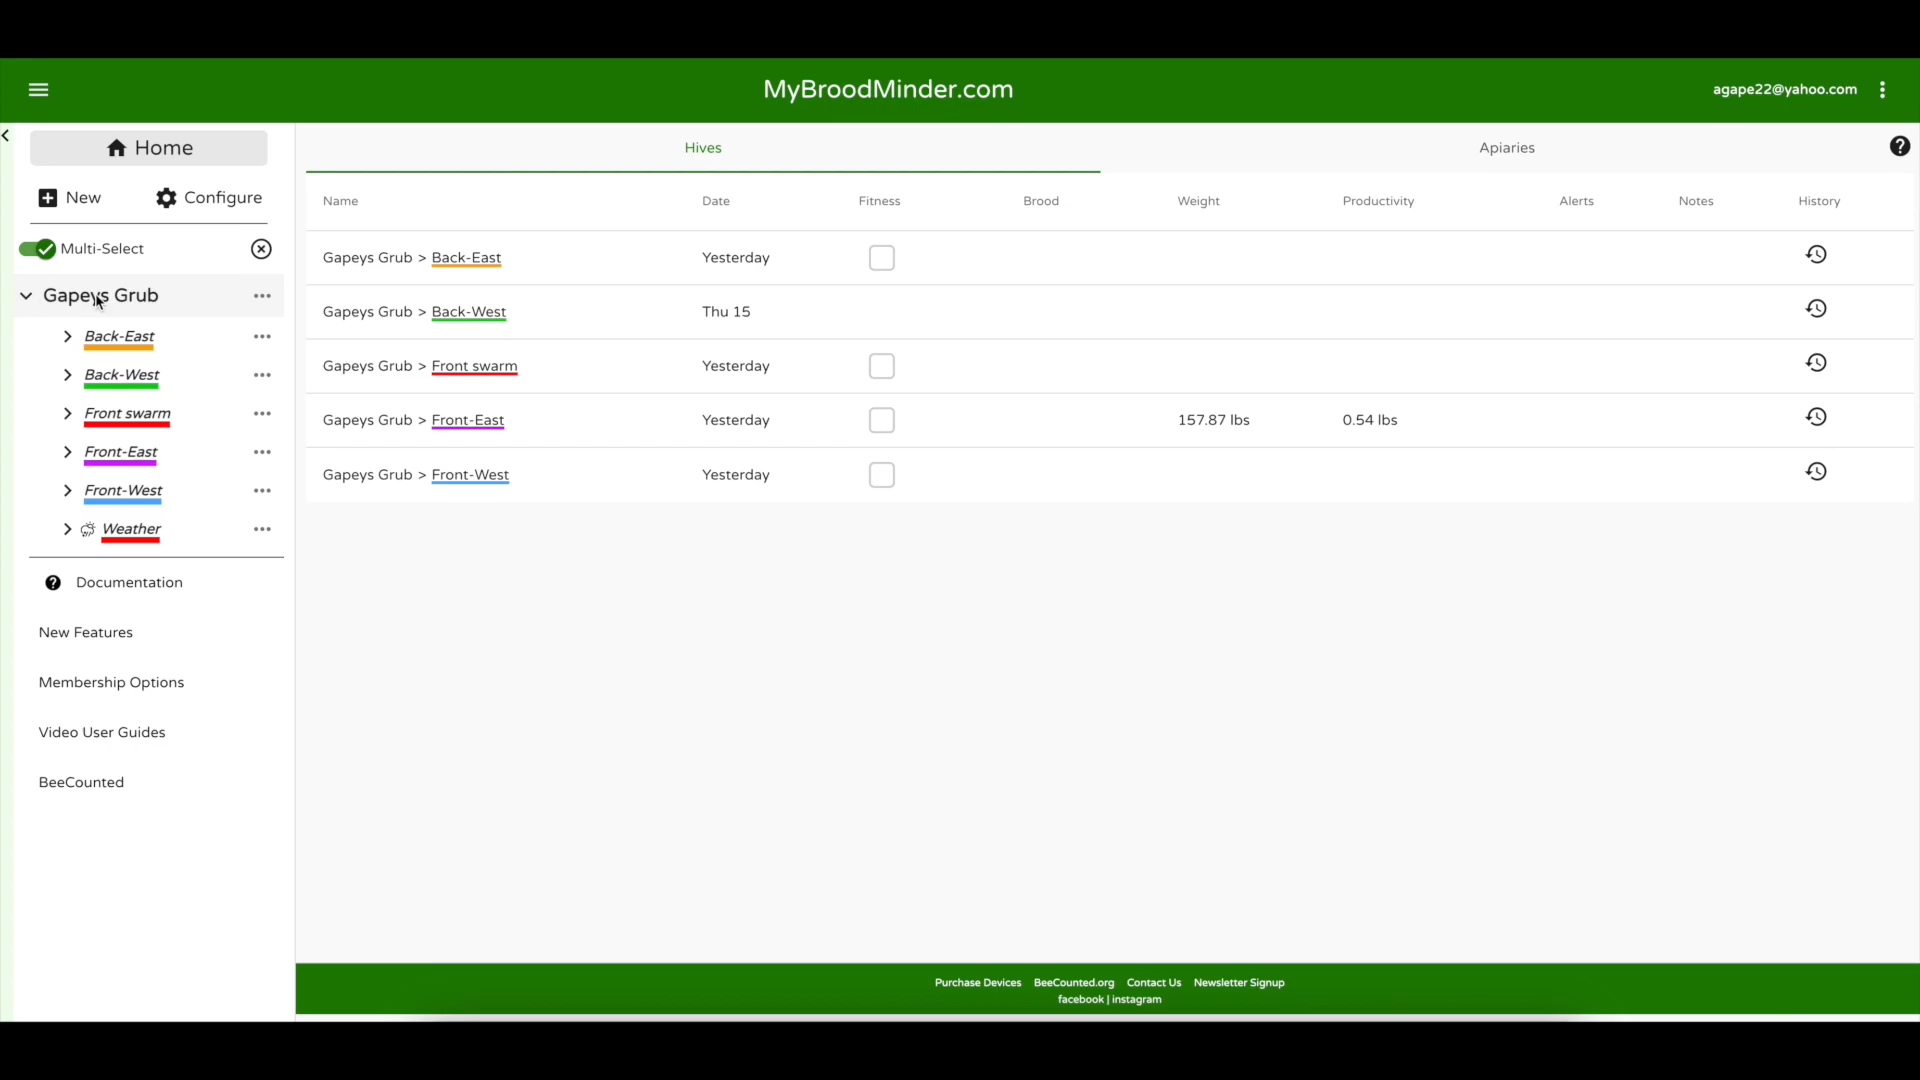 MyBroodMinder.com
agape22@yahoo.com
Home
New Configure
Multi-Select
Gapeys Grub
Back-East
Back-West
Front swarm
Front-East
Front-West
Weather
Documentation
New Features
Membership Options
Video User Guides
BeeCounted
Hives Apiaries
Name Date Fitness Brood Weight Productivity Alerts Notes History
Gapeys Grub > Back-East Yesterday
Gapeys Grub > Back-West Thu 15
Gapeys Grub > Front swarm Yesterday
Gapeys Grub > Front-East Yesterday 157.87 lbs 0.54 lbs
Gapeys Grub > Front-West Yesterday
Purchase Devices BeeCounted.org Contact Us Newsletter Signup
facebook | instagram